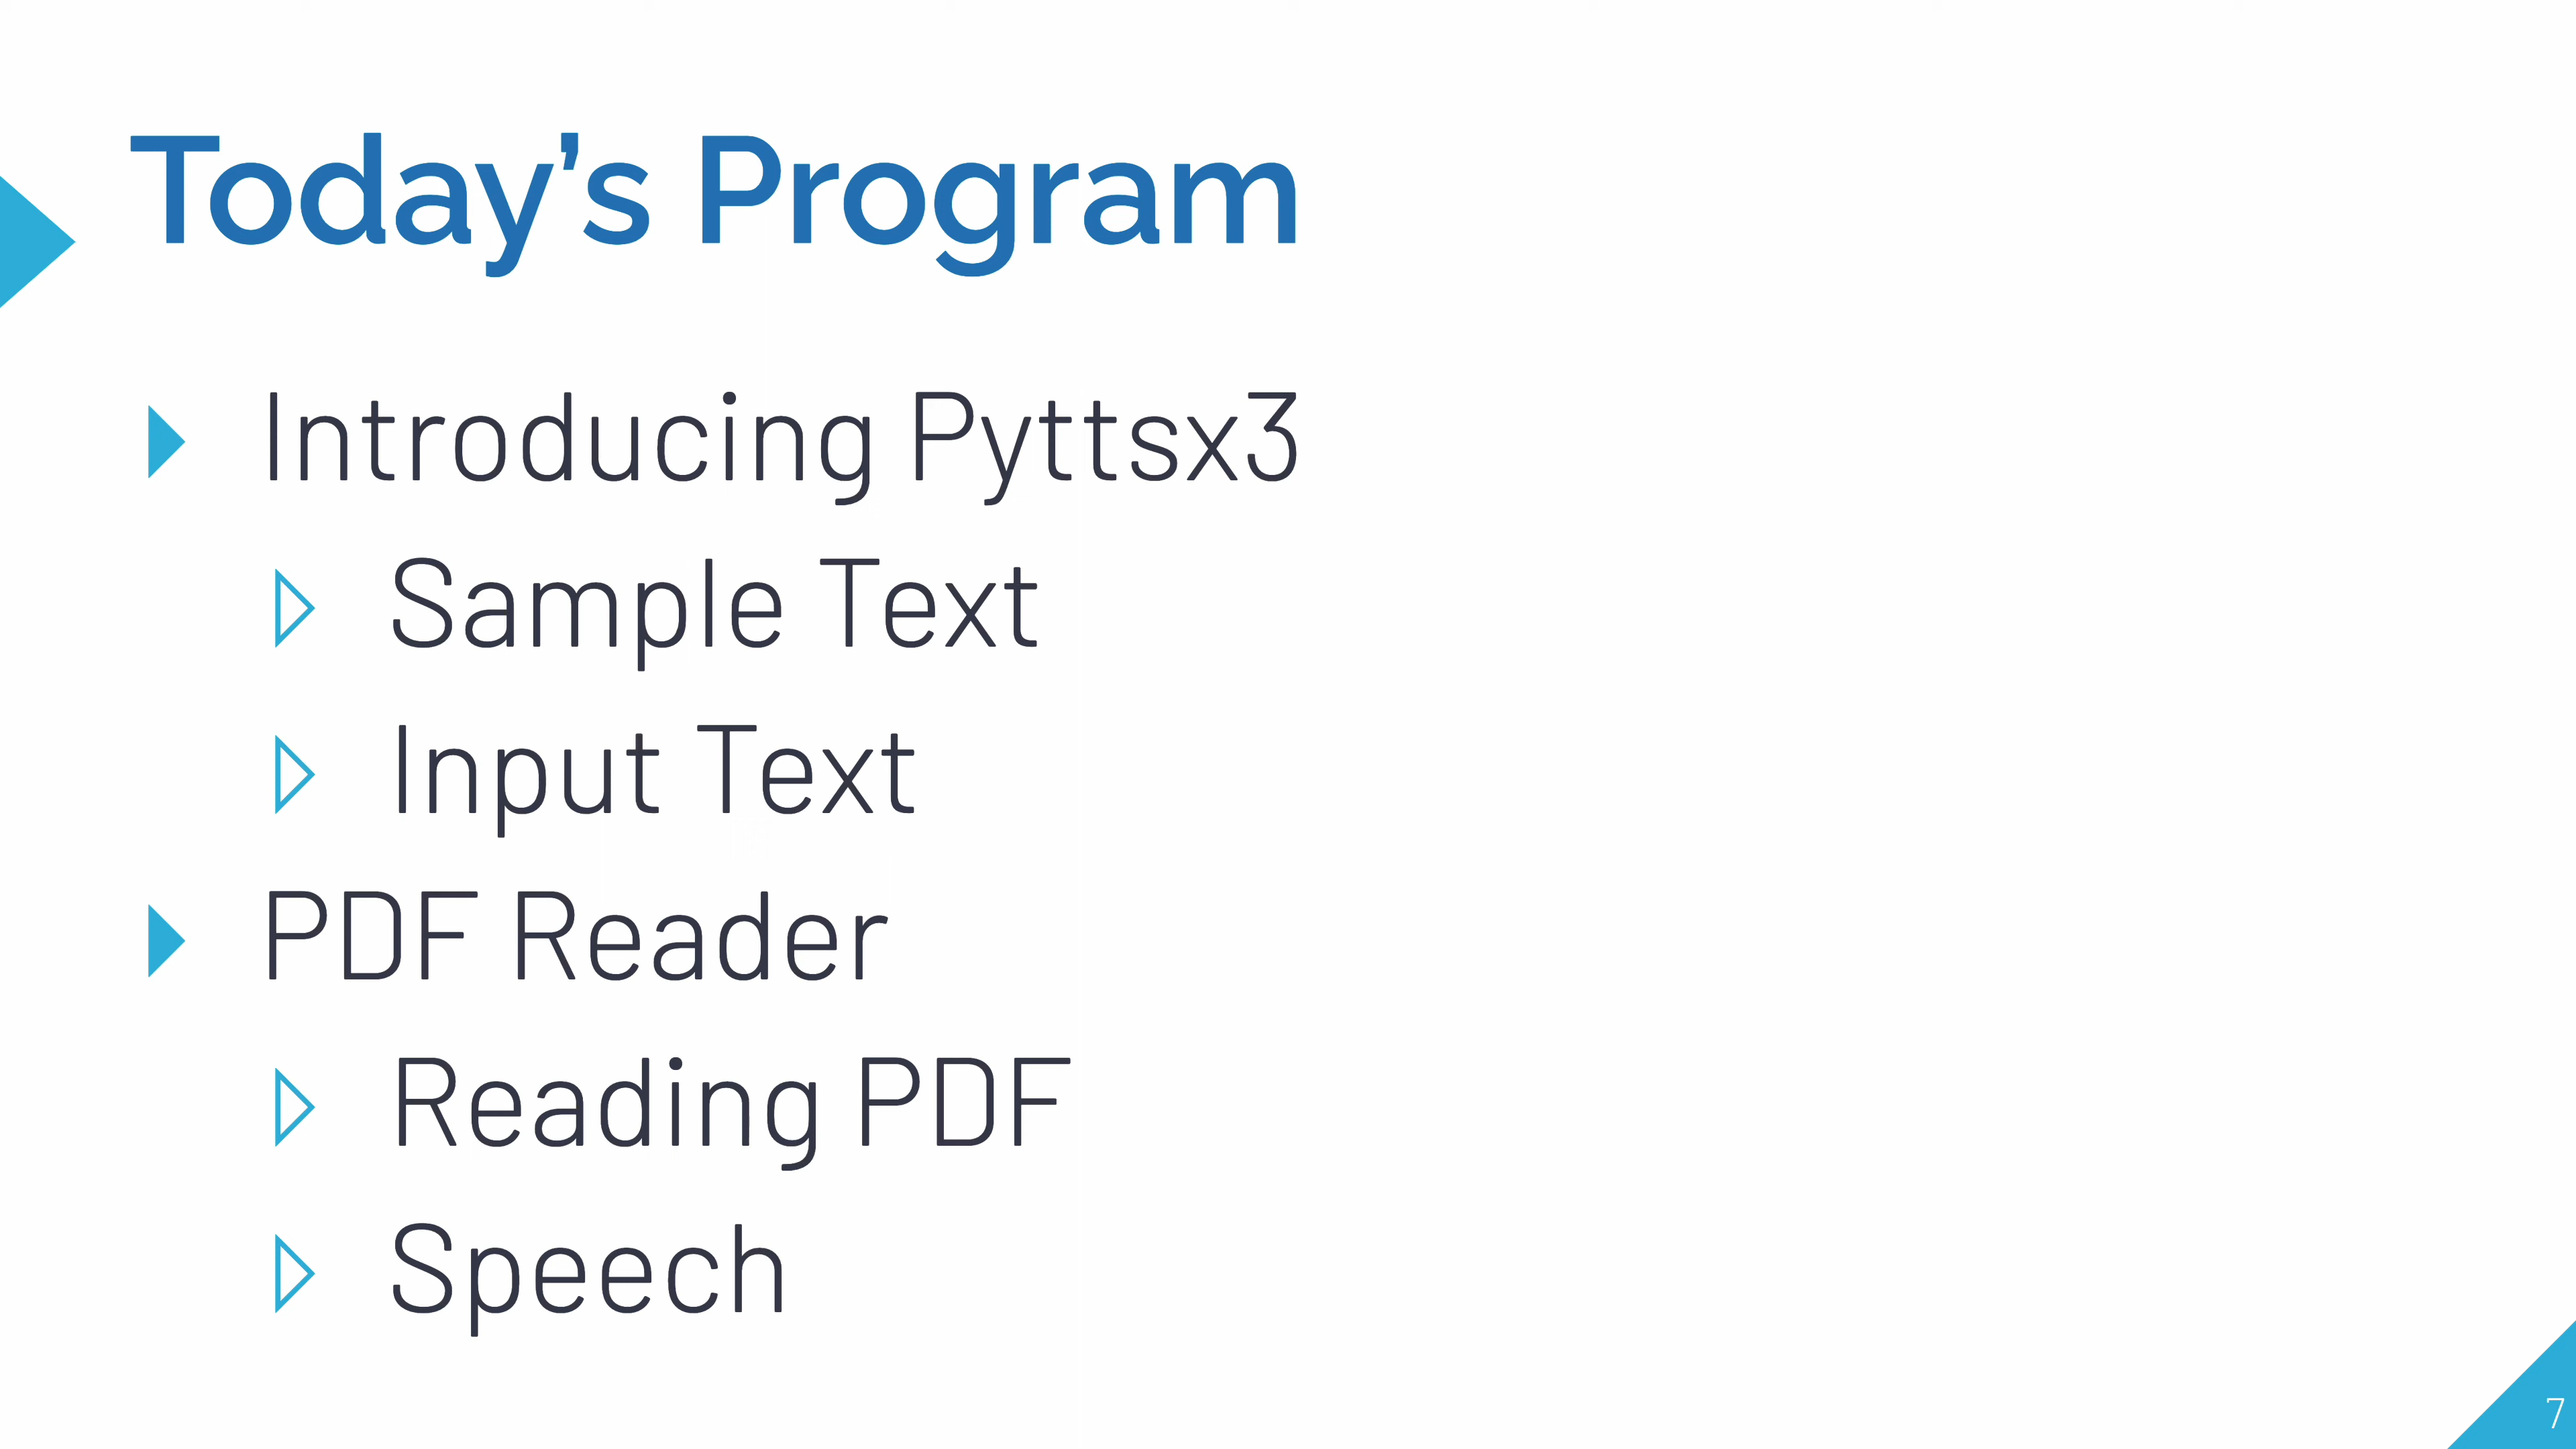 Today’s Program
Introducing Pyttsx3
Sample Text
Input Text
PDF Reader
Reading PDF
Speech
7